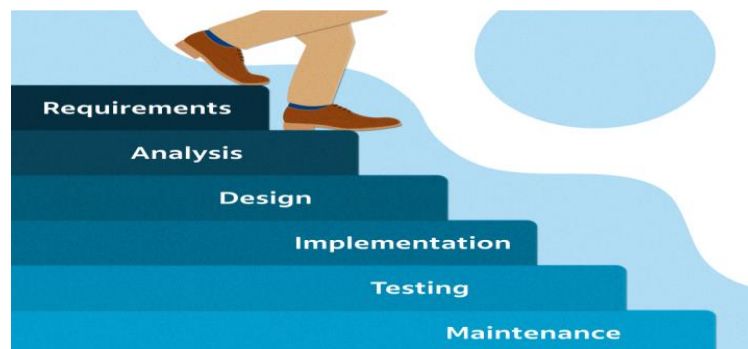 Requirements
Analysis
Design
Implementation
Testing
Maintenance